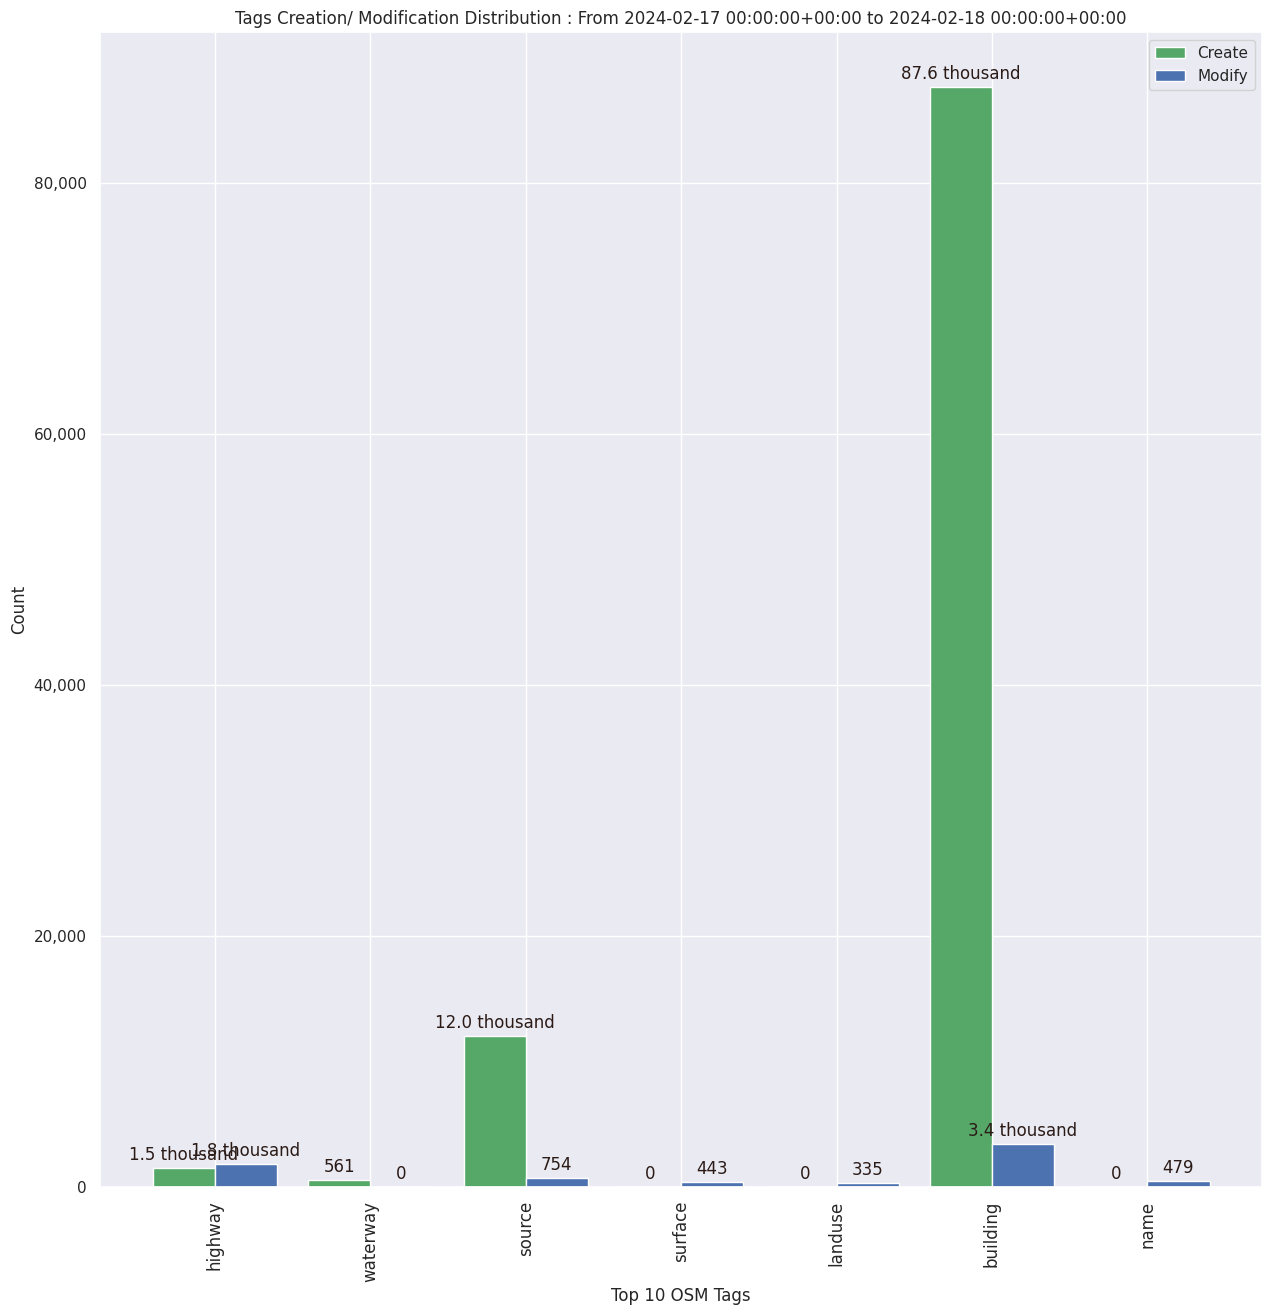 Tags Creation/ Modification Distribution : From 2024-02-17 00:00:00+00:00 to 2024-02-18 00:00:00+00:00
Create
Modify
87.6 thousand
80,000
60,000
Count
40,000
20,000
12.0 thousand
1.5 thousand
1.8 thousand
561
0
754
0
443
0
335
3.4 thousand
0
479
0
highway
waterway
source
surface
landuse
building
name
Top 10 OSM Tags